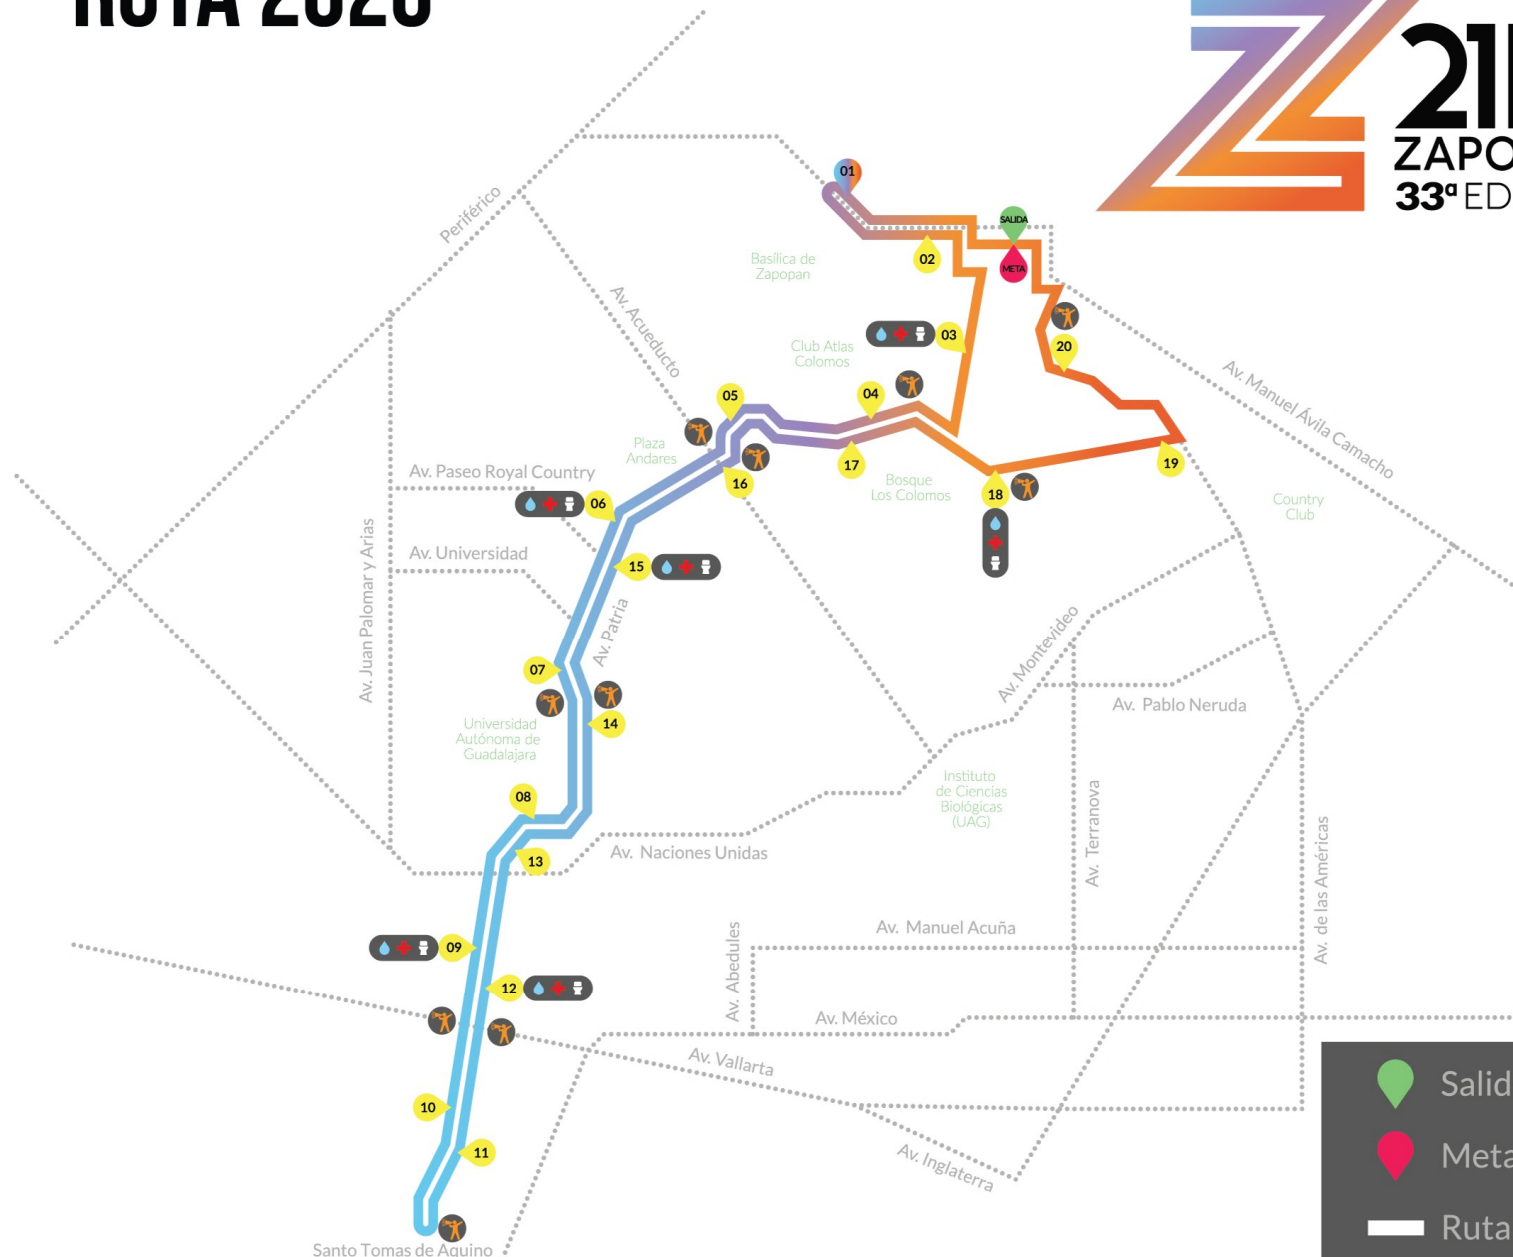 RUTA 2020
21
ZAPO
33ª ED
01
SALIDA
META
02
Basílica de
Zapopan
Periférico
Av. Acueducto
03
Club Atlas
Colomos
20
Av. Manuel Ávila Camacho
04
05
Plaza
Andares
17
19
16
Bosque
Los Colomos
18
Country
Club
Av. Paseo Royal Country
06
Av. Universidad
15
Av. Juan Palomar y Arias
Av. Patria
07
14
Av. Montevideo
Av. Pablo Neruda
Universidad
Autónoma de
Guadalajara
08
Instituto
de Ciencias
Biológicas
(UAG)
13
Av. Naciones Unidas
Av. Terranova
Av. de las Américas
09
Av. Manuel Acuña
Av. Abedules
12
Av. México
Av. Vallarta
10
11
Av. Inglaterra
Santo Tomas de Aquino
Salid
Meta
Ruta